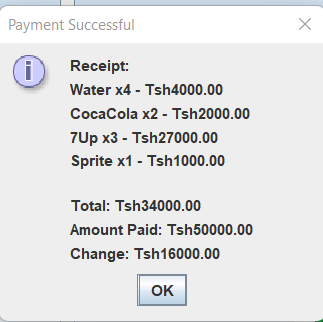 Payment Successful
Receipt:
Water x4 - Tsh4000.00
CocaCola x2 - Tsh2000.00
7Up x3 - Tsh27000.00
Sprite x1 - Tsh1000.00
Total: Tsh34000.00
Amount Paid: Tsh50000.00
Change: Tsh16000.00
OK